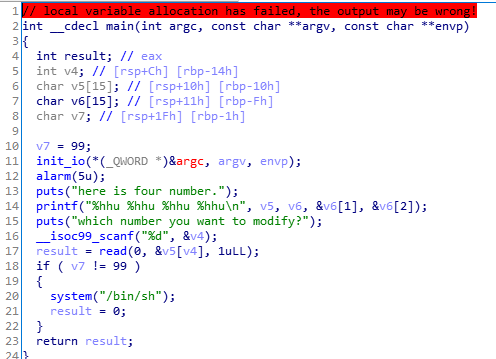 1 // local variable allocation has failed, the output may be wrong!
2 int __cdecl main(int argc, const char **argv, const char **envp)
3 {
4 int result; // eax
5 int v4; // [rsp+Ch] [rbp-14h]
6 char v5[15]; // [rsp+10h] [rbp-10h]
7 char v6[15]; // [rsp+11h] [rbp-Fh]
8 char v7; // [rsp+1Fh] [rbp-1h]
9
10 v7 = 99;
11 init_io(*(_QWORD *)&argc, argv, envp);
12 alarm(5u);
13 puts("here is four number.");
14 printf("%hhu %hhu %hhu %hhu\n", v5, v6, &v6[1], &v6[2]);
15 puts("which number you want to modify?");
16 __isoc99_scanf("%d", &v4);
17 result = read(0, &v5[v4], 1uLL);
18 if ( v7 != 99 )
19 {
20 system("/bin/sh");
21 result = 0;
22 }
23 return result;
24 }